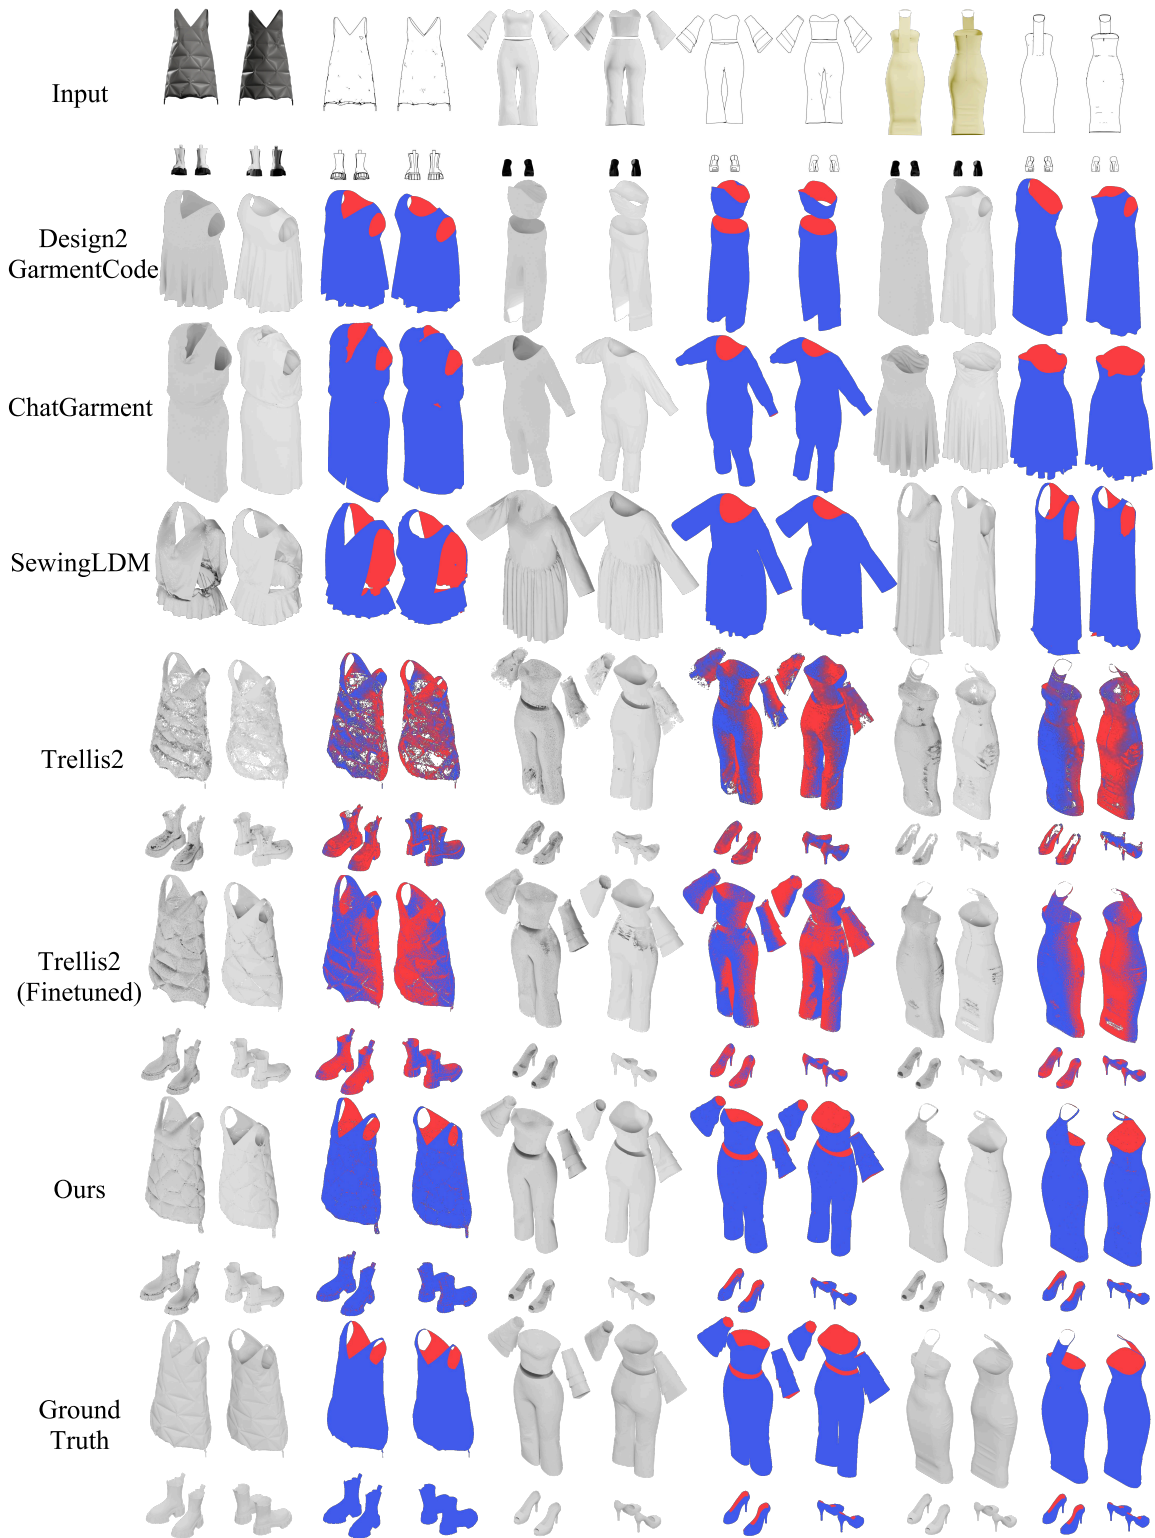 Input
Design2
GarmentCode
ChatGarment
SewingLDM
Trellis2
Trellis2
(Finetuned)
Ours
Ground
Truth